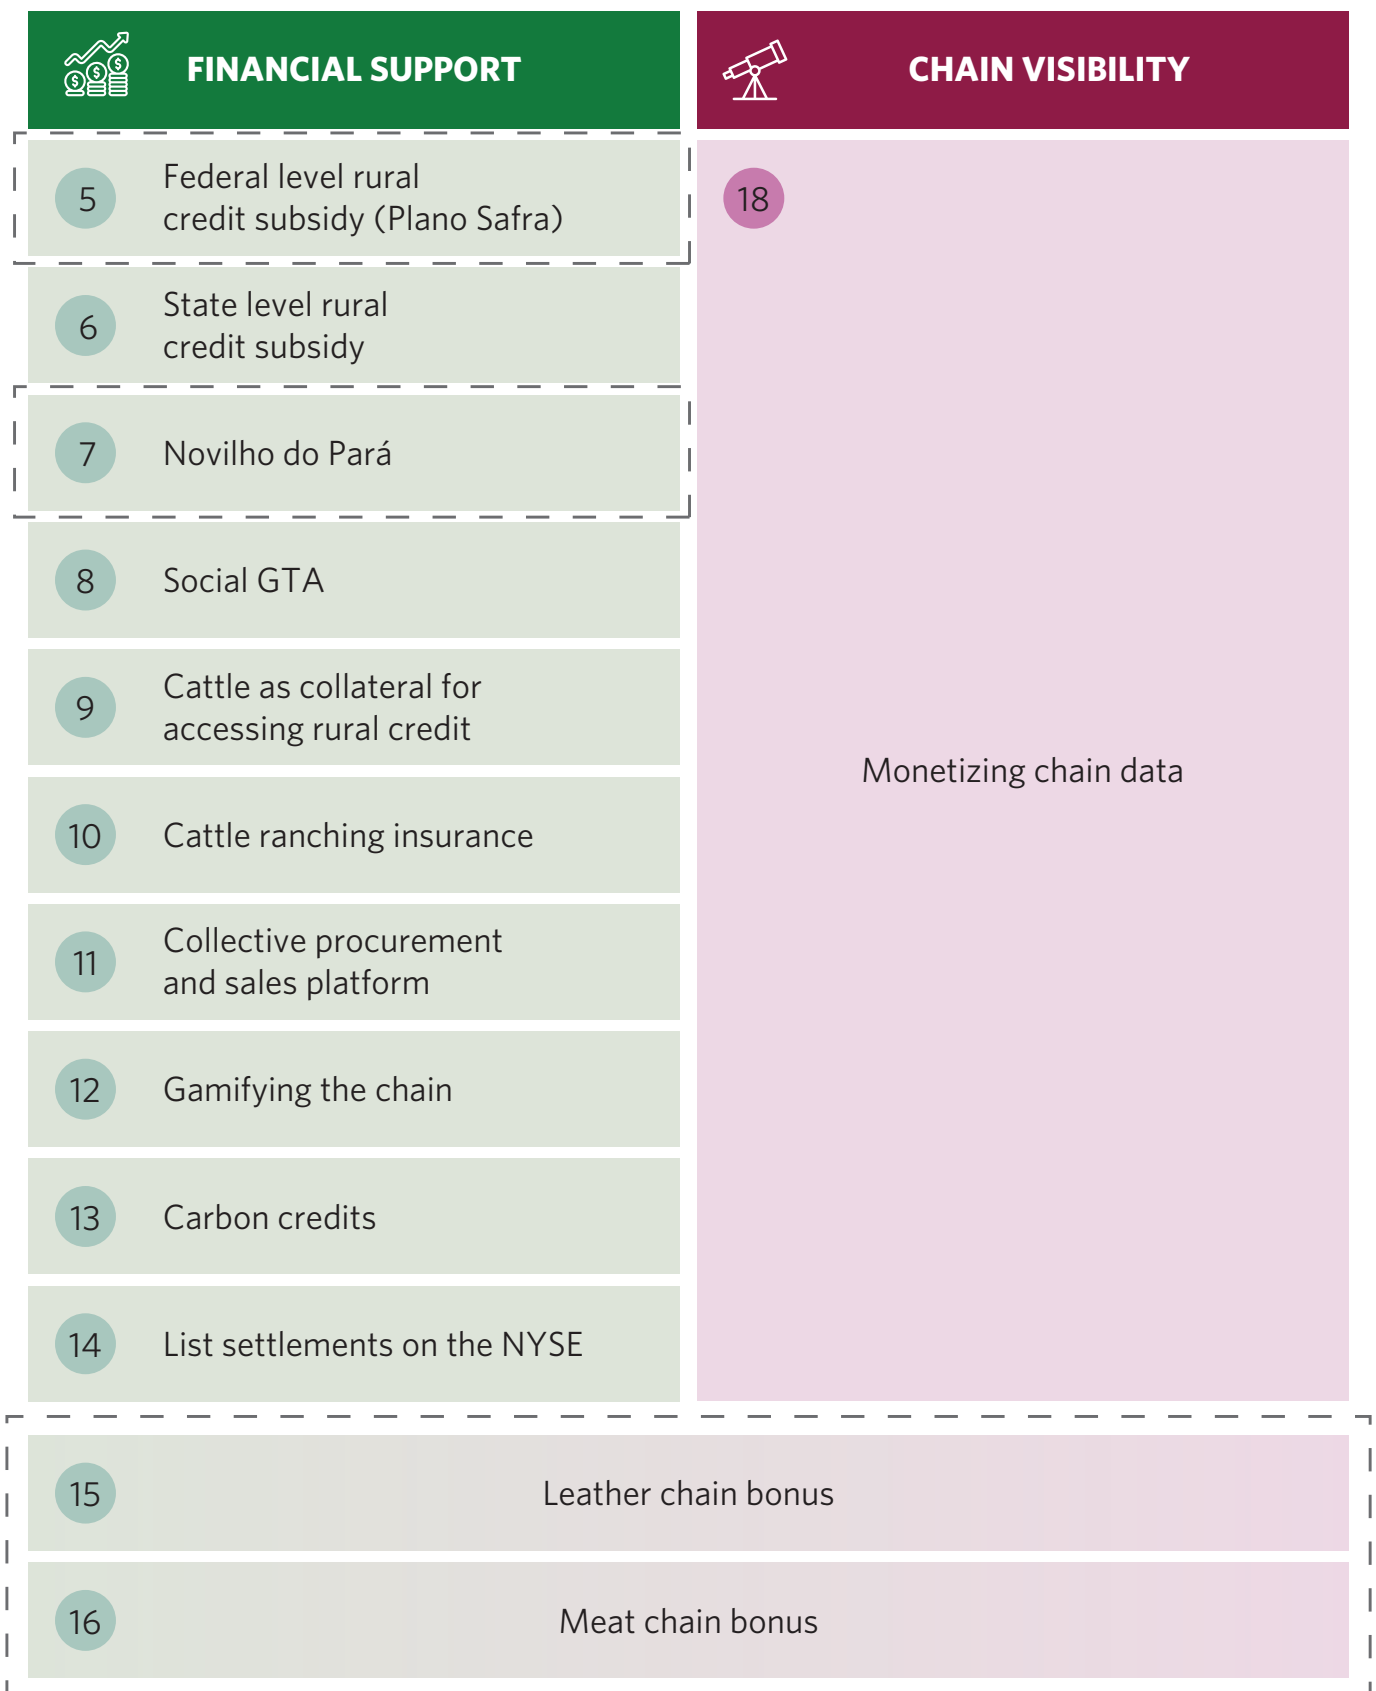 FINANCIAL SUPPORT
5
Federal level rural
credit subsidy (Plano Safra)
6
State level rural
credit subsidy
7
Novilho do Pará
8
Social GTA
9
Cattle as collateral for
accessing rural credit
10
Cattle ranching insurance
11
Collective procurement
and sales platform
12
Gamifying the chain
13
Carbon credits
14
List settlements on the NYSE
CHAIN VISIBILITY
18
Monetizing chain data
15
Leather chain bonus
16
Meat chain bonus